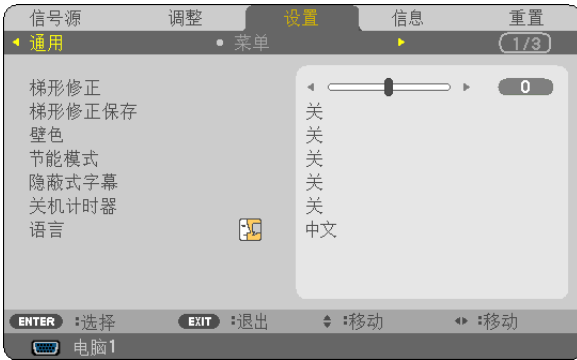 信号源 调整 设置 信息 重置
通用 • 菜单 (1/3)
梯形修正 0
梯形修正保存 关
壁色 关
节能模式 关
隐蔽式字幕 关
关机计时器 关
语言 中文
ENTER :选择 EXIT :退出 :移动 :移动
电脑1